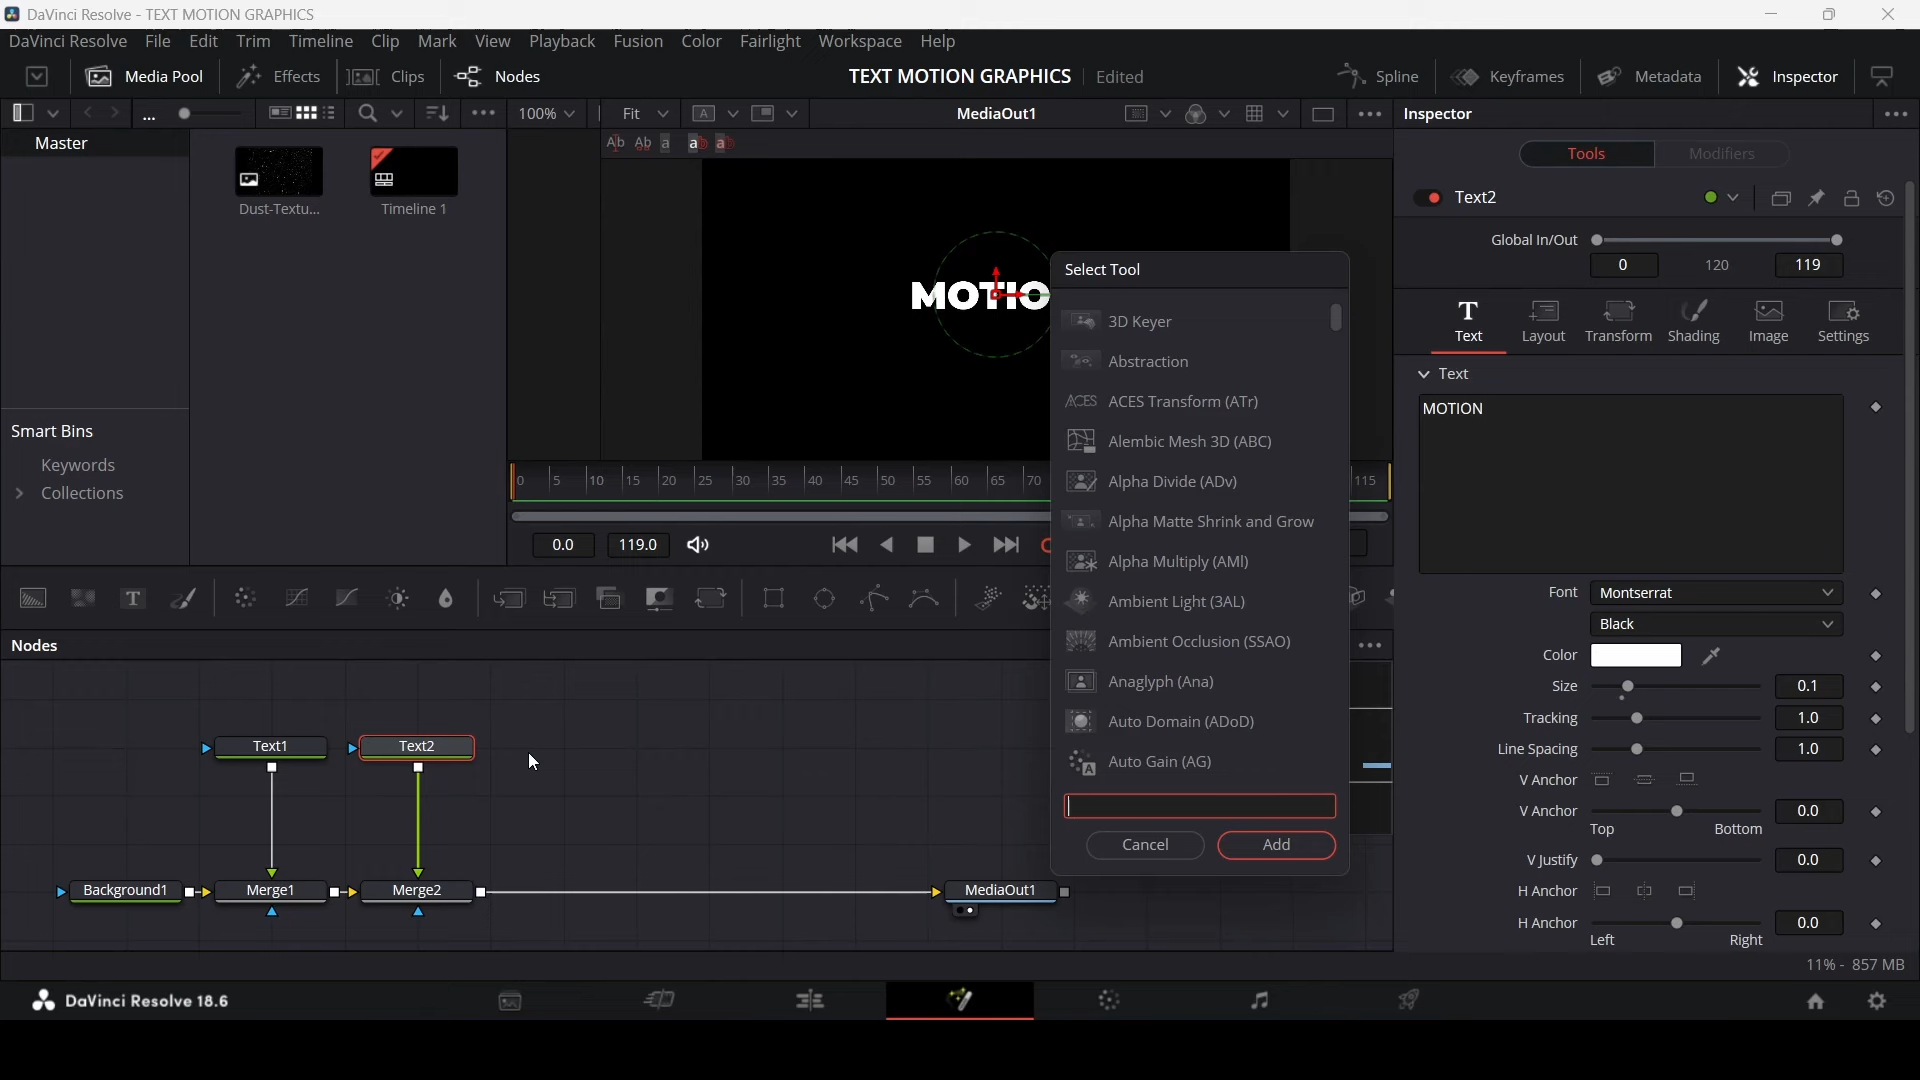 DaVinci Resolve - TEXT MOTION GRAPHICS
DaVinci Resolve File Edit Trim Timeline Clip Mark View Playback Fusion Color Fairlight Workspace Help
Media Pool Effects Clips Nodes TEXT MOTION GRAPHICS Edited Spline Keyframes Metadata Inspector
... 100% Fit MediaOut1 Inspector
Master
Dust-Textu...
Timeline 1
Smart Bins
Keywords
Collections
MOTIO
0 5 10 15 20 25 30 35 40 45 50 55 60 65 70 115
0.0 119.0
Select Tool
3D Keyer
Abstraction
ACES Transform (ATr)
Alembic Mesh 3D (ABC)
Alpha Divide (ADv)
Alpha Matte Shrink and Grow
Alpha Multiply (AMl)
Ambient Light (3AL)
Ambient Occlusion (SSAO)
Anaglyph (Ana)
Auto Domain (ADoD)
Auto Gain (AG)
Cancel Add
Tools Modifiers
Text2
Global In/Out
0 120 119
Text Layout Transform Shading Image Settings
Text
MOTION
Font Montserrat
Black
Color
Size 0.1
Tracking 1.0
Line Spacing 1.0
V Anchor
V Anchor 0.0
Top Bottom
V Justify 0.0
H Anchor
H Anchor 0.0
Left Right
Nodes
Text1 Text2
Background1 Merge1 Merge2 MediaOut1
11% - 857 MB
DaVinci Resolve 18.6